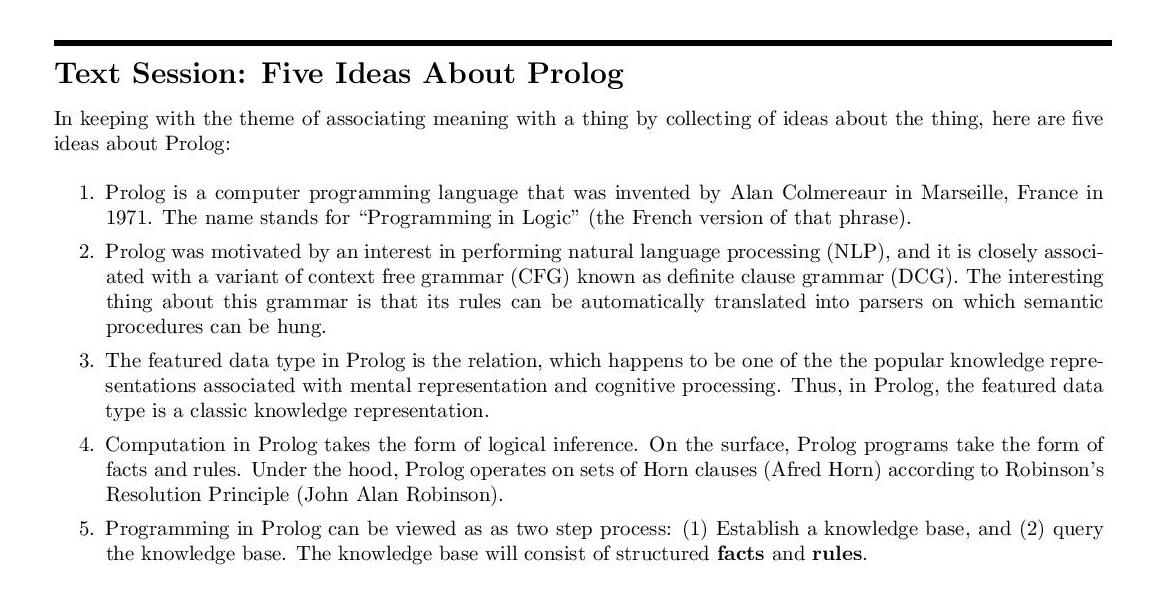 Text Session: Five Ideas About Prolog
In keeping with the theme of associating meaning with a thing by collecting of ideas about the thing, here are five
ideas about Prolog:
1. Prolog is a computer programming language that was invented by Alan Colmereaur in Marseille, France in
1971. The name stands for “Programming in Logic” (the French version of that phrase).
2. Prolog was motivated by an interest in performing natural language processing (NLP), and it is closely associ-
ated with a variant of context free grammar (CFG) known as definite clause grammar (DCG). The interesting
thing about this grammar is that its rules can be automatically translated into parsers on which semantic
procedures can be hung.
3. The featured data type in Prolog is the relation, which happens to be one of the the popular knowledge repre-
sentations associated with mental representation and cognitive processing. Thus, in Prolog, the featured data
type is a classic knowledge representation.
4. Computation in Prolog takes the form of logical inference. On the surface, Prolog programs take the form of
facts and rules. Under the hood, Prolog operates on sets of Horn clauses (Afred Horn) according to Robinson’s
Resolution Principle (John Alan Robinson).
5. Programming in Prolog can be viewed as as two step process: (1) Establish a knowledge base, and (2) query
the knowledge base. The knowledge base will consist of structured facts and rules.